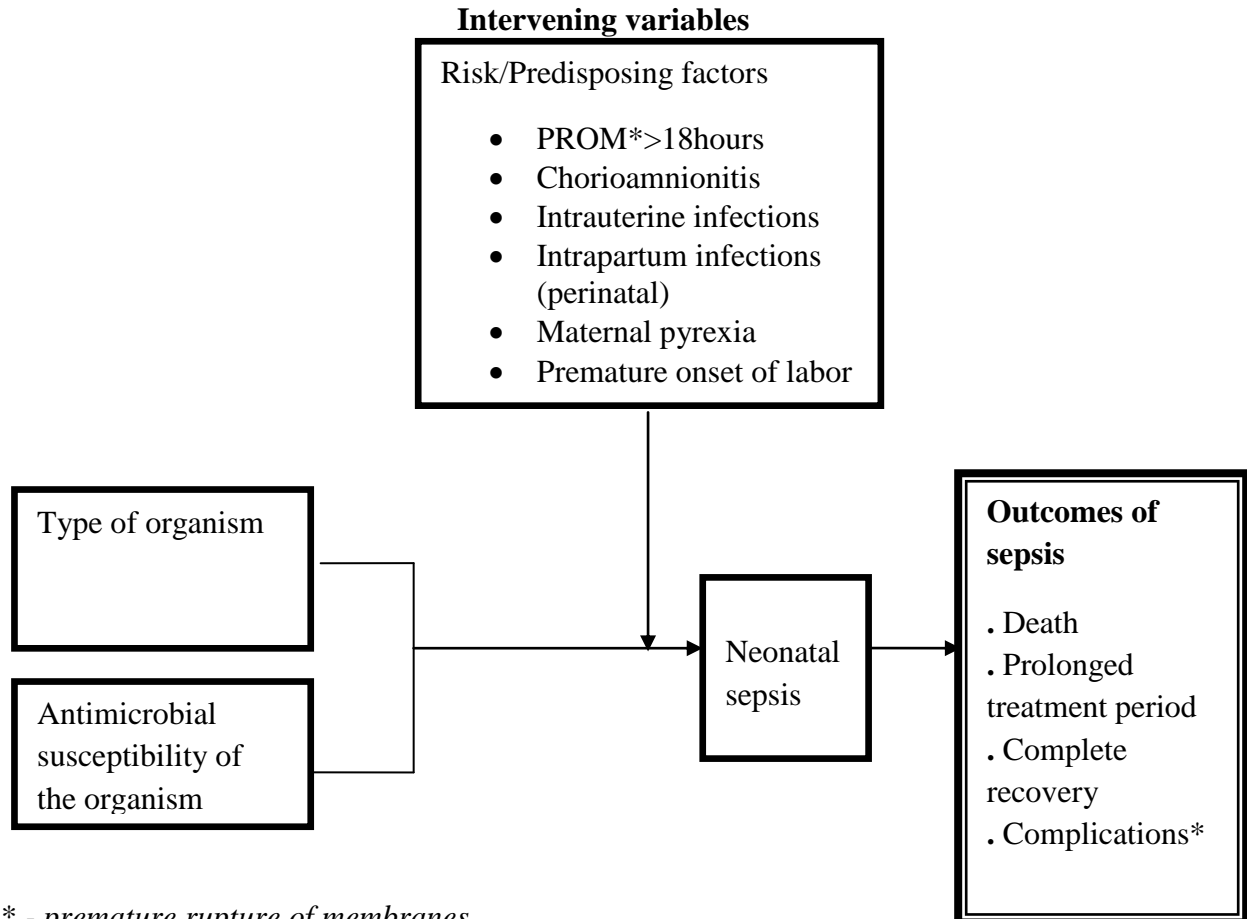 Intervening variables
Risk/Predisposing factors
• PROM*>18hours
• Chorioamnionitis
• Intrauterine infections
• Intrapartum infections
(perinatal)
• Maternal pyrexia
• Premature onset of labor
Type of organism
Antimicrobial
susceptibility of
the organism
Neonatal
sepsis
Outcomes of
sepsis
. Death
. Prolonged
treatment period
. Complete
recovery
. Complications*
* - premature rupture of membranes